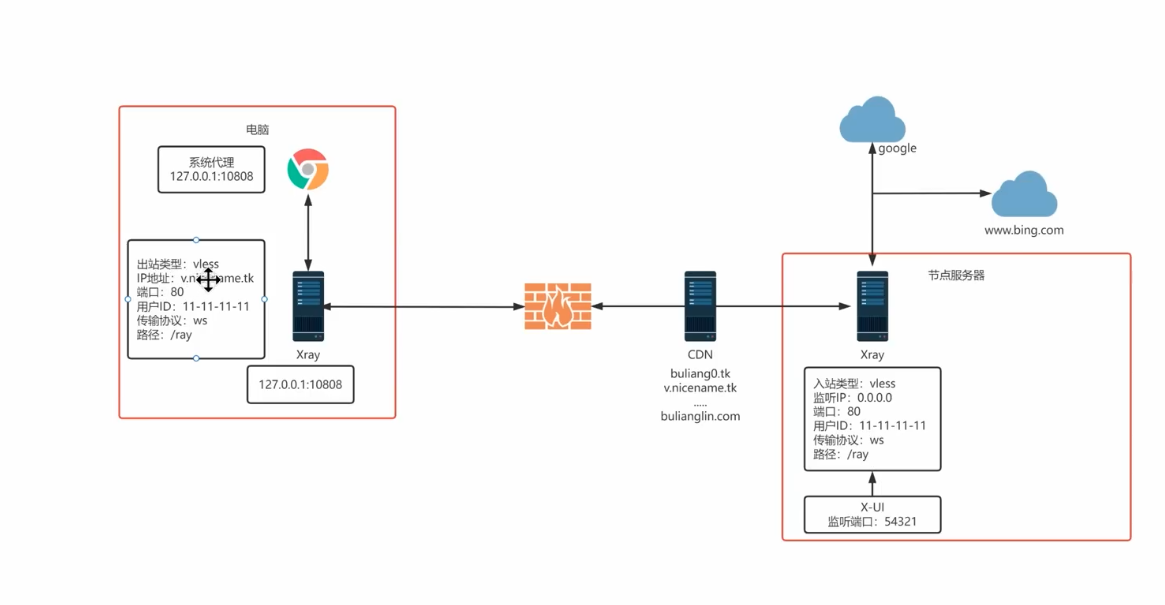 电脑
系统代理
127.0.0.1:10808
出站类型：vless
IP地址：v.nicename.tk
端口：80
用户ID：11-11-11-11
传输协议：ws
路径：/ray
Xray
127.0.0.1:10808
CDN
buliang0.tk
v.nicename.tk
.....
bulianglin.com
google
www.bing.com
节点服务器
Xray
入站类型：vless
监听IP：0.0.0.0
端口：80
用户ID：11-11-11-11
传输协议：ws
路径：/ray
X-UI
监听端口：54321